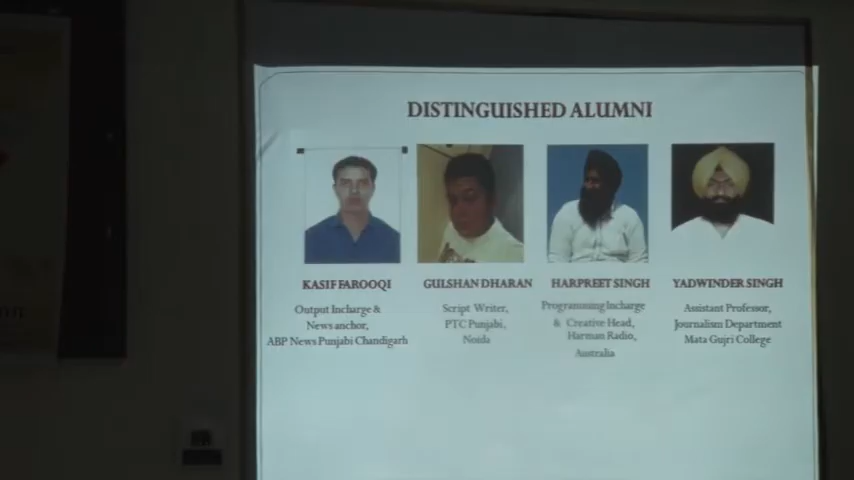 DISTINGUISHED ALUMNI
KASIF FAROOQI
Output Incharge &
News anchor,
ABP News Punjabi Chandigarh
GULSHAN DHARAN
Script Writer,
PTC Punjabi,
Noida
HARPREET SINGH
Programming Incharge
& Creative Head,
Harman Radio,
Australia
YADWINDER SINGH
Assistant Professor,
Journalism Department
Mata Gujri College